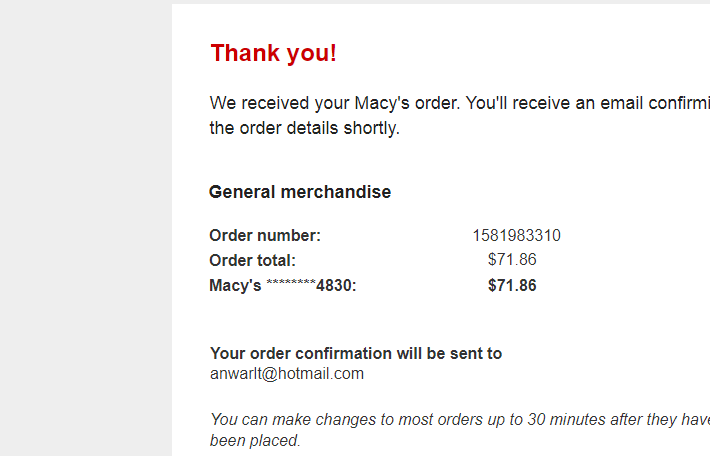 Thank you!
We received your Macy's order. You'll receive an email confirmi
the order details shortly.
General merchandise
Order number: 1581983310
Order total: $71.86
Macy's ********4830: $71.86
Your order confirmation will be sent to
anwarlt@hotmail.com
You can make changes to most orders up to 30 minutes after they have
been placed.